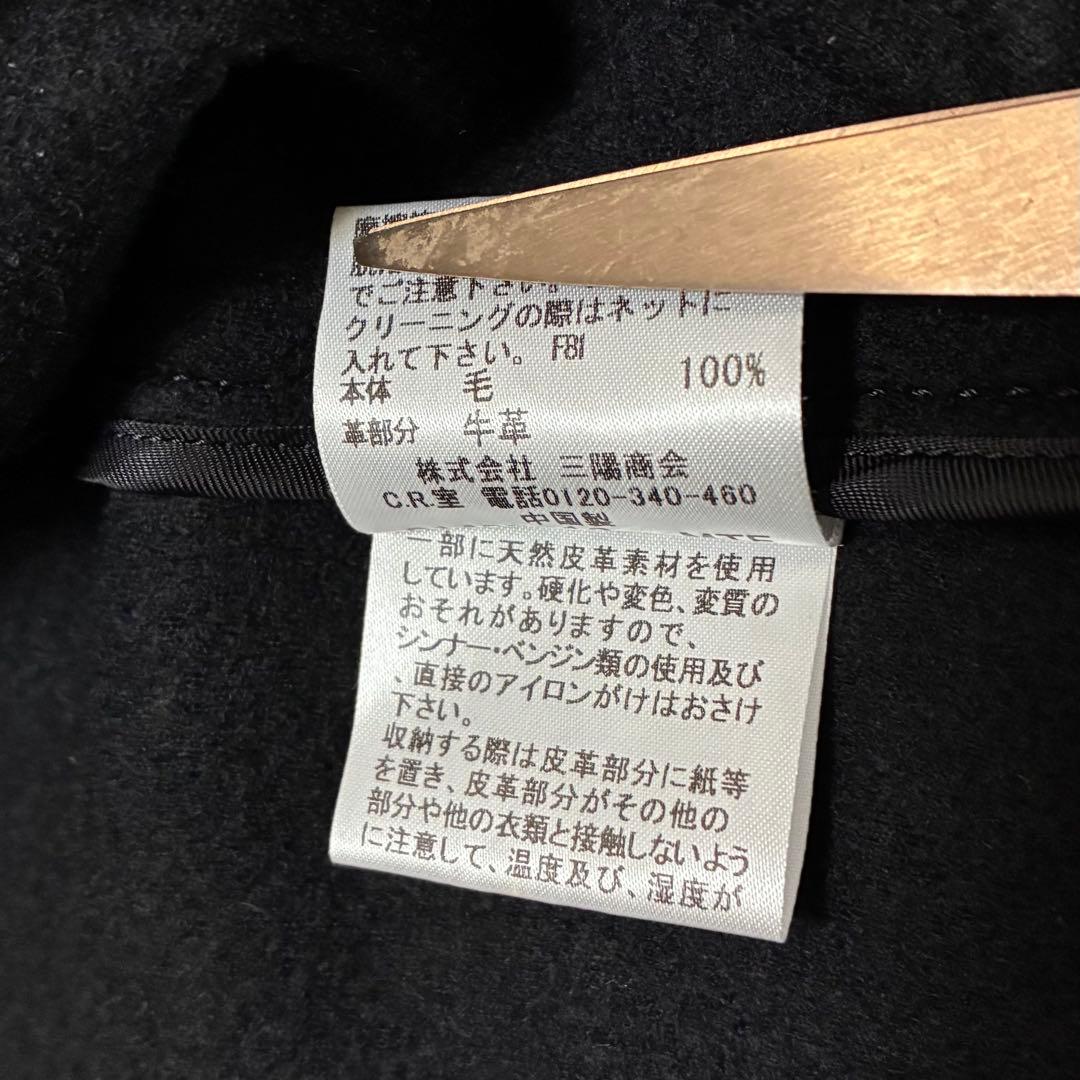 でご注意下さい。
クリーニングの際はネットに
入れて下さい。 F81
本体 毛 100%
革部分 牛革
株式会社 三陽商会
C.R.室 電話0120-340-460
中国製
一部に天然皮革素材を使用
しています。硬化や変色、変質の
おそれがありますので、
シンナー・ベンジン類の使用及び
、直接のアイロンがけはおさけ
下さい。
収納する際は皮革部分に紙等
を置き、皮革部分がその他の
部分や他の衣類と接触しないよう
に注意して、温度及び、湿度が